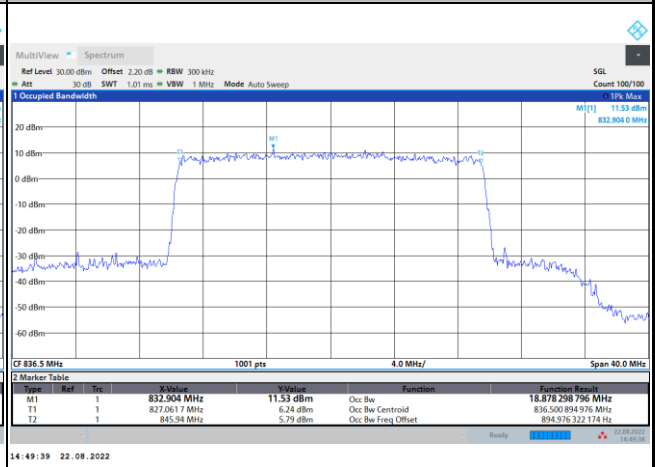 MultiView Spectrum
Ref Level 30.00 dBm Offset 2.20 dB RBW 300 kHz SGL
Att 30 dB SWT 1.01 ms VBW 1 MHz Mode Auto Sweep Count 100/100
1 Occupied Bandwidth 1Pk Max
M1[1] 11.53 dBm
832.904 0 MHz
20 dBm
M1
10 dBm
T1
T2
0 dBm
-10 dBm
-20 dBm
-30 dBm
-40 dBm
-50 dBm
-60 dBm
CF 836.5 MHz 1001 pts 4.0 MHz/ Span 40.0 MHz
2 Marker Table
Type Ref Trc X-Value Y-Value Function Function Result
M1 1 832.904 MHz 11.53 dBm Occ Bw 18.878 298 796 MHz
T1 1 827.061 7 MHz 6.24 dBm Occ Bw Centroid 836.500 894 976 MHz
T2 1 845.94 MHz 5.79 dBm Occ Bw Freq Offset 894.976 322 174 Hz
Ready 22.08.2022
14:49:38
14:49:39 22.08.2022